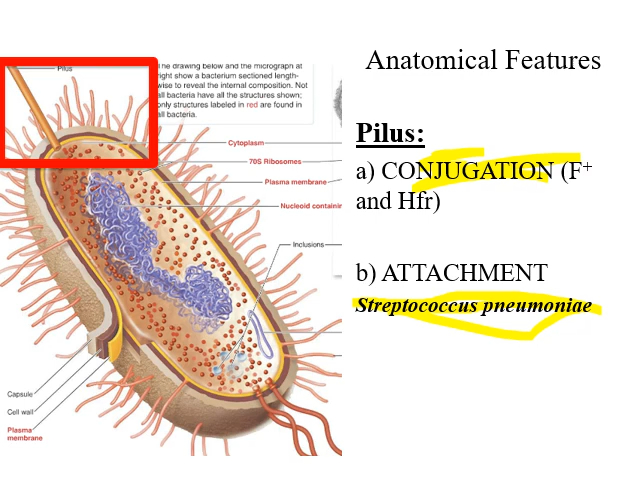 Anatomical Features
Pilus
The drawing below and the micrograph at
right show a bacterium sectioned length-
wise to reveal the internal composition. Not
all bacteria have all the structures shown;
only structures labeled in red are found in
all bacteria.
Cytoplasm
70S Ribosomes
Plasma membrane
Nucleoid
Inclusions
Capsule
Cell wall
Plasma
membrane
Pilus:
a) CONJUGATION (F+
and Hfr)
b) ATTACHMENT
Streptococcus pneumoniae